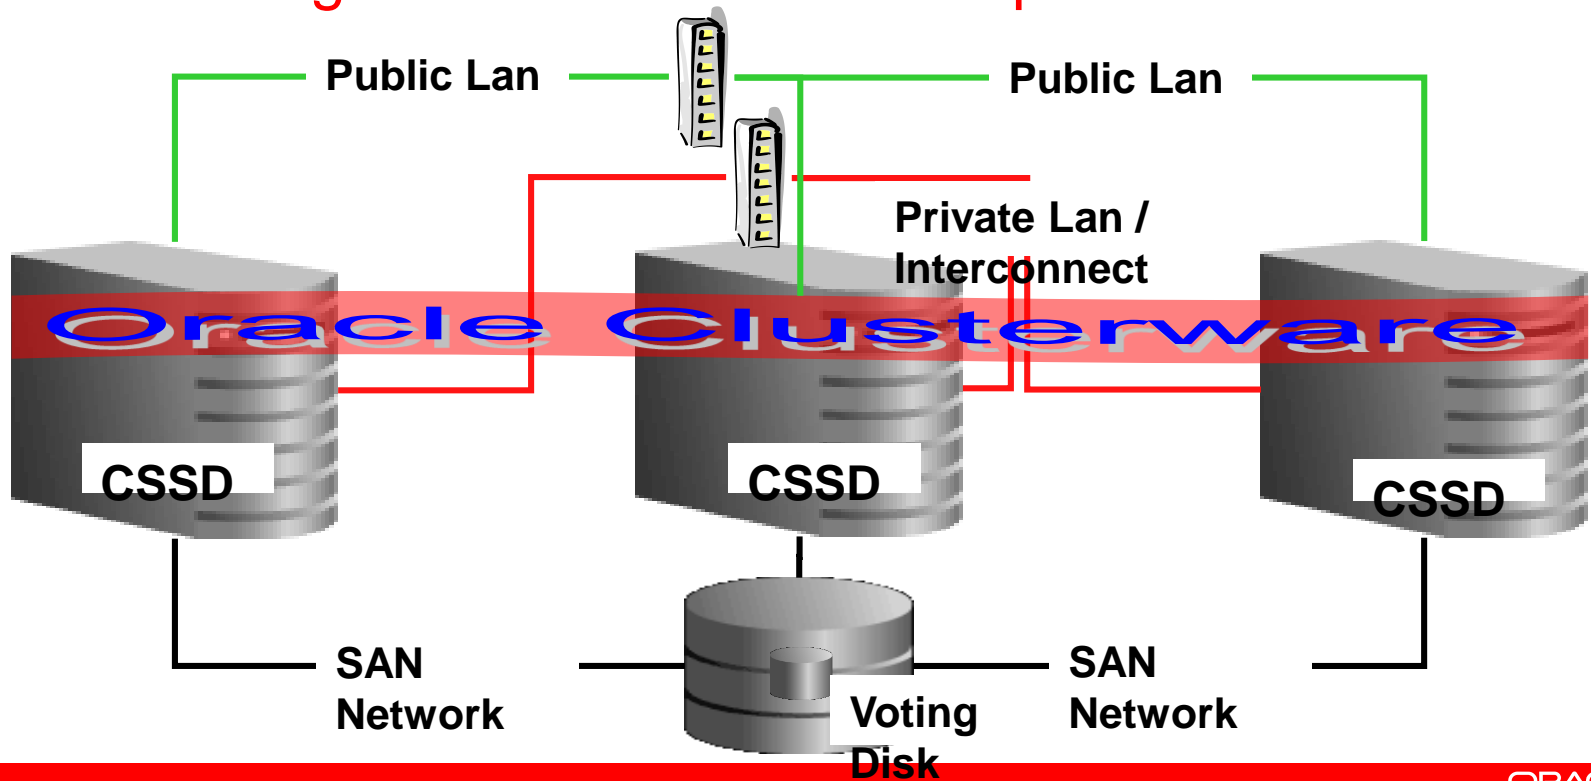 Public Lan
Public Lan
Private Lan /
Interconnect
Oracle Clusterware
CSSD
CSSD
CSSD
SAN
Network
Voting
Disk
SAN
Network